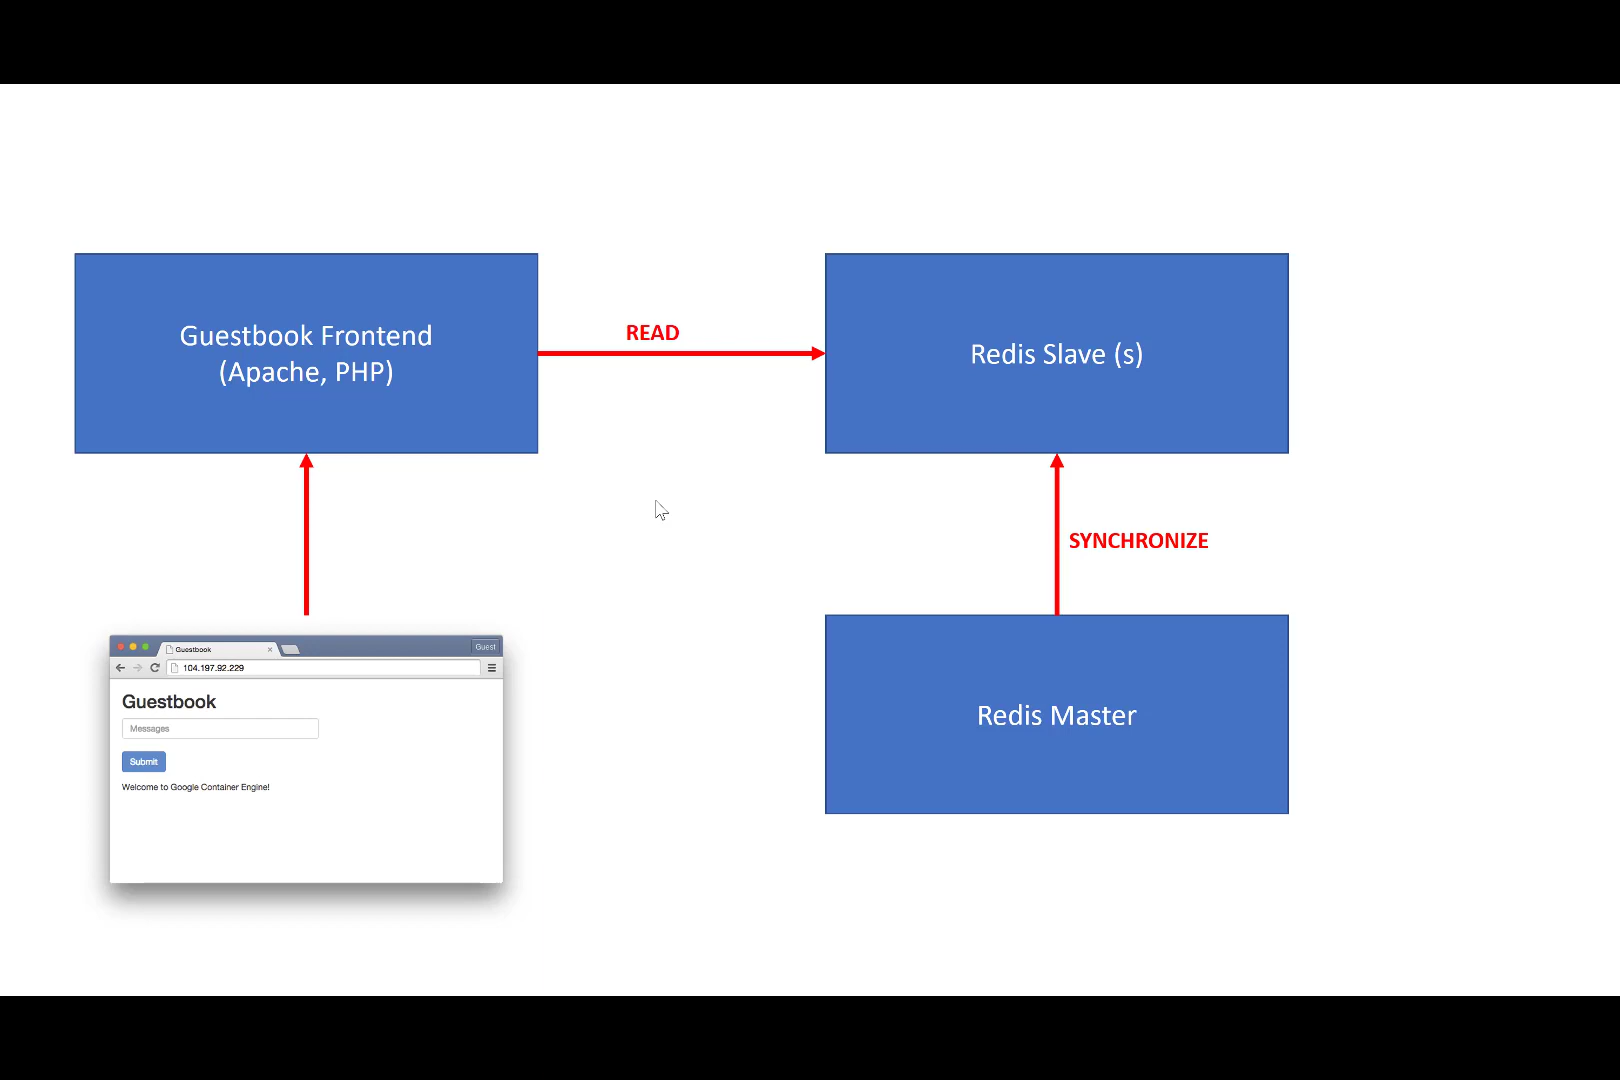 Guestbook Frontend
(Apache, PHP)
READ
Redis Slave (s)
SYNCHRONIZE
Redis Master
Guestbook
Guest
104.197.92.229
Guestbook
Messages
Submit
Welcome to Google Container Engine!